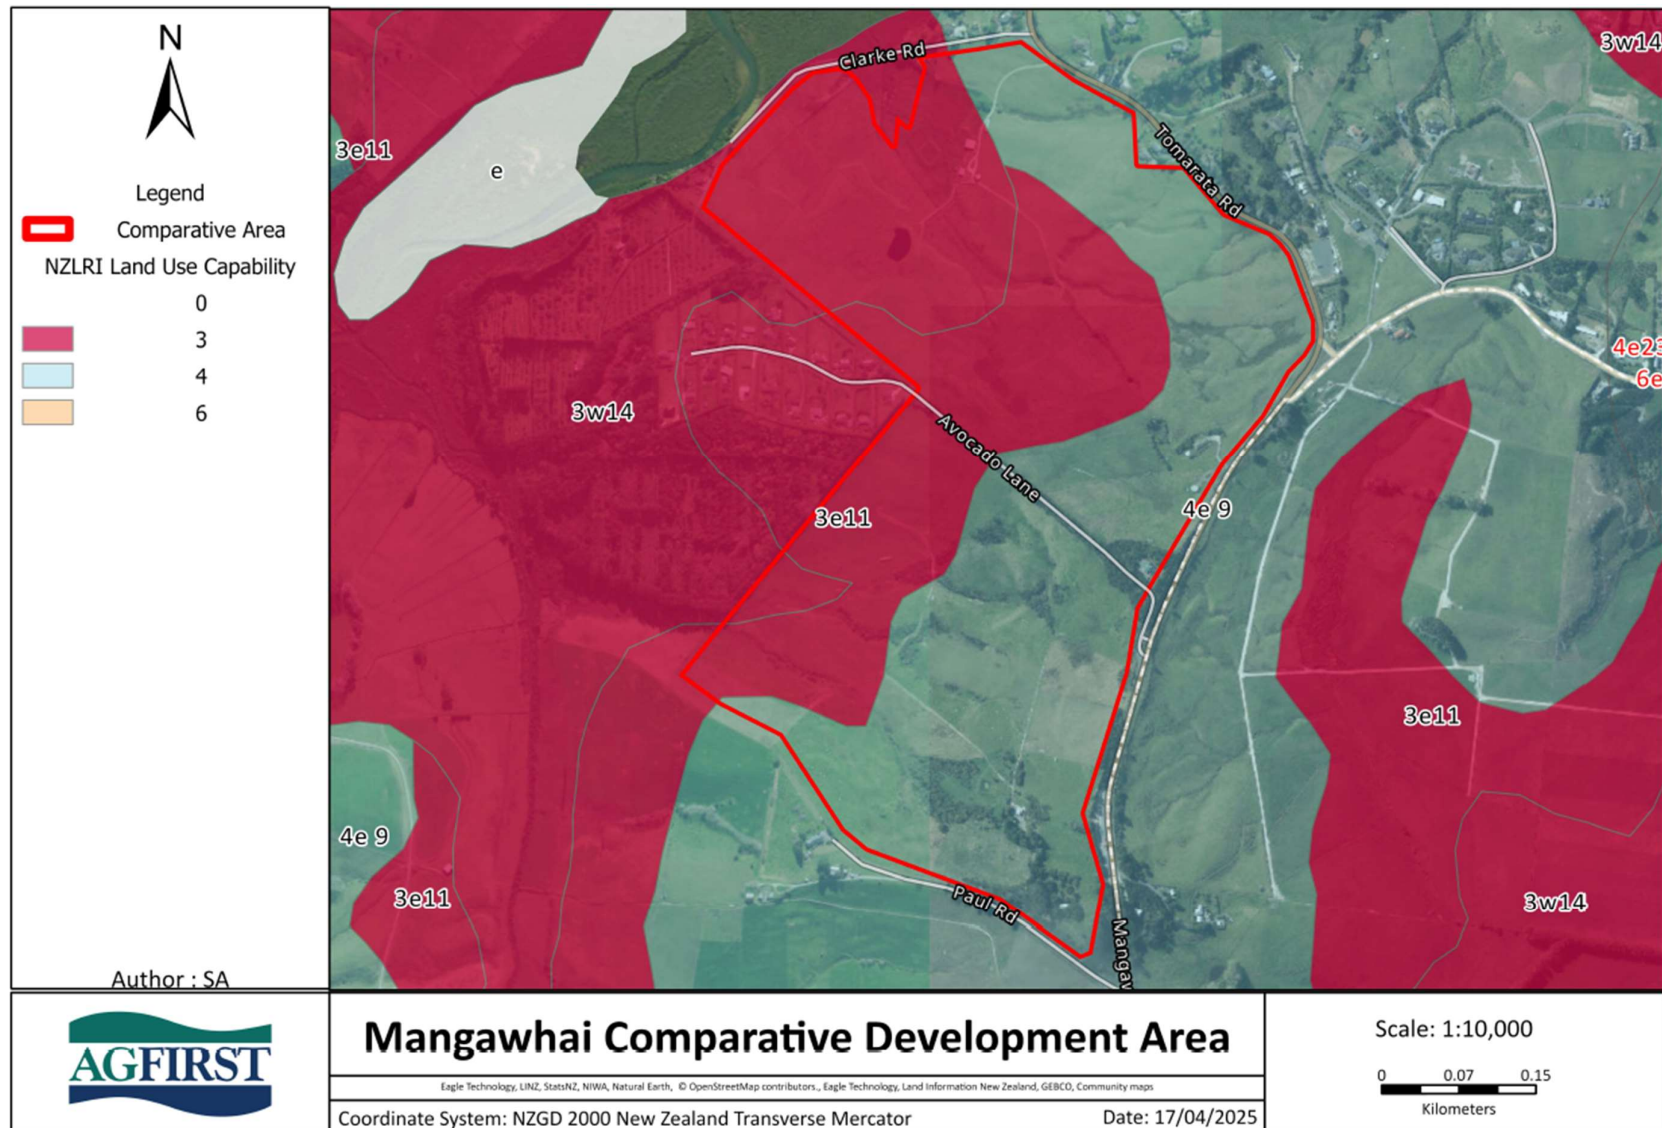 N
Legend
Comparative Area
NZLRI Land Use Capability
0
3
4
6
Author : SA
Clarke Rd
3w14
3e11
e
Tomarata Rd
4e23
6e
3w14
Avocado Lane
3e11
4e 9
3e11
4e 9
3e11
Paul Rd
3w14
Mangaw
AGFIRST
Mangawhai Comparative Development Area
Eagle Technology, LINZ, StatsNZ, NIWA, Natural Earth, © OpenStreetMap contributors., Eagle Technology, Land Information New Zealand, GEBCO, Community maps
Coordinate System: NZGD 2000 New Zealand Transverse Mercator
Date: 17/04/2025
Scale: 1:10,000
0 0.07 0.15
Kilometers